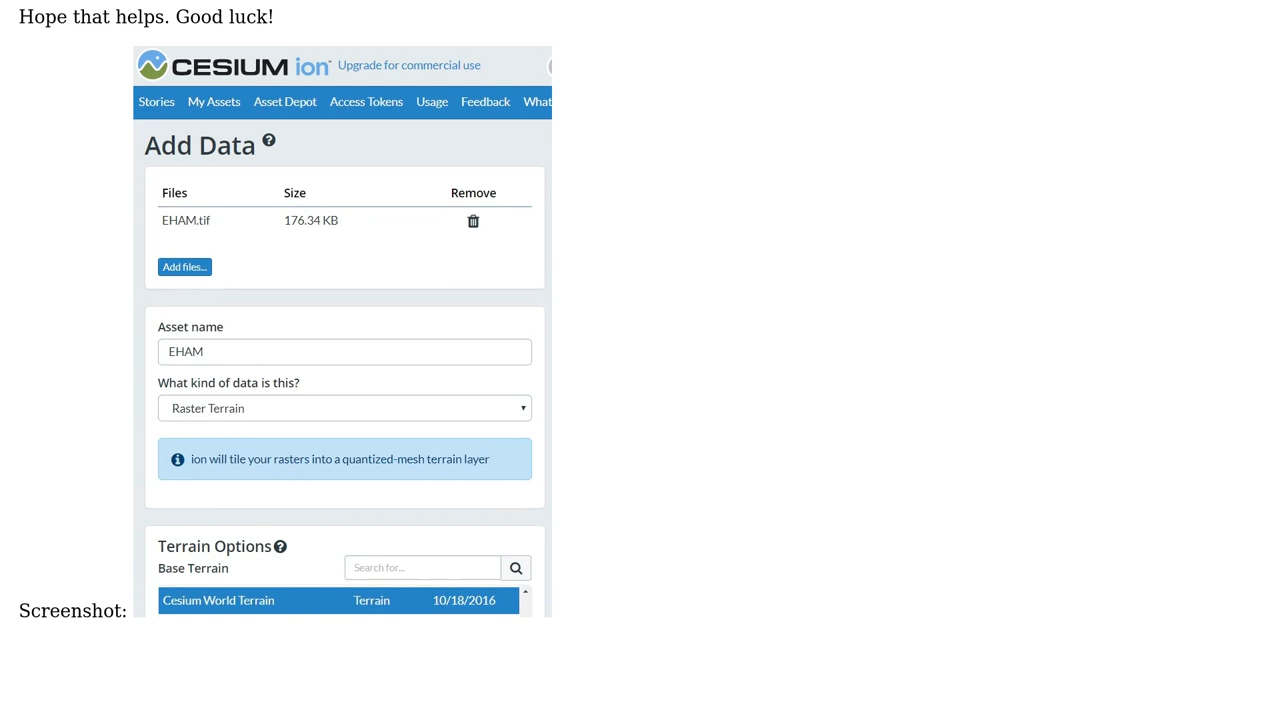 Hope that helps. Good luck!
CESIUM ion Upgrade for commercial use
Stories My Assets Asset Depot Access Tokens Usage Feedback What
Add Data ?
Files Size Remove
EHAM.tif 176.34 KB
Add files...
Asset name
EHAM
What kind of data is this?
Raster Terrain
ion will tile your rasters into a quantized-mesh terrain layer
Terrain Options ?
Base Terrain Search for...
Cesium World Terrain Terrain 10/18/2016
Screenshot: